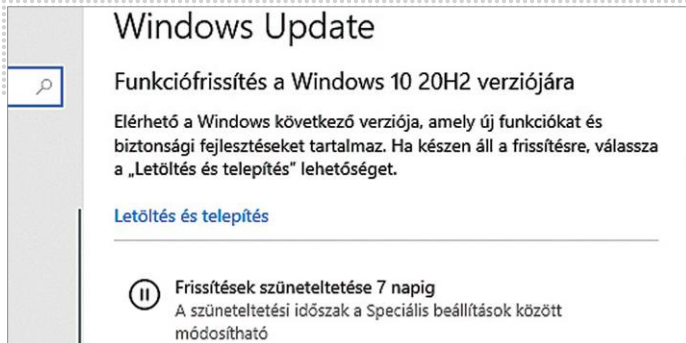 Windows Update
Funkciófrissítés a Windows 10 20H2 verziójára
Elérhető a Windows következő verziója, amely új funkciókat és
biztonsági fejlesztéseket tartalmaz. Ha készen áll a frissítésre, válassza
a „Letöltés és telepítés” lehetőséget.
Letöltés és telepítés
Frissítések szüneteltetése 7 napig
A szüneteltetési időszak a Speciális beállítások között
módosítható